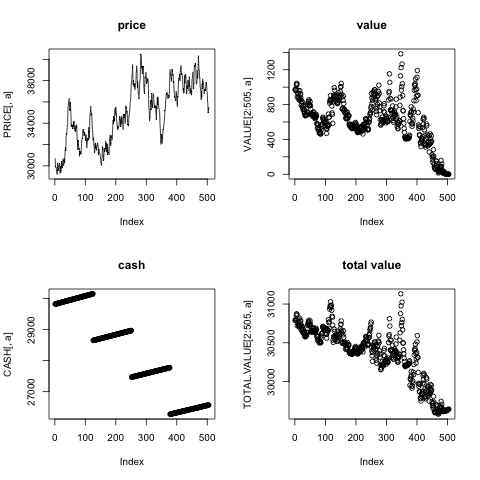 price
PRICE[, a]
30000 34000 38000
0 100 200 300 400 500
Index
value
VALUE[2:505, a]
0 400 800 1200
0 100 200 300 400 500
Index
cash
CASH[, a]
27000 29000
0 100 200 300 400 500
Index
total value
TOTAL.VALUE[2:505, a]
30000 30500 31000
0 100 200 300 400 500
Index